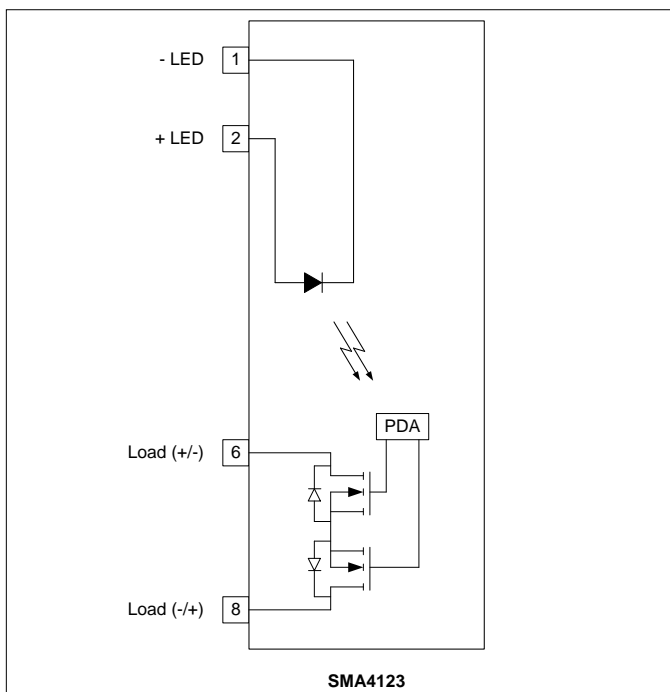 - LED 1
+ LED 2
PDA
Load (+/-) 6
Load (-/+) 8
SMA4123